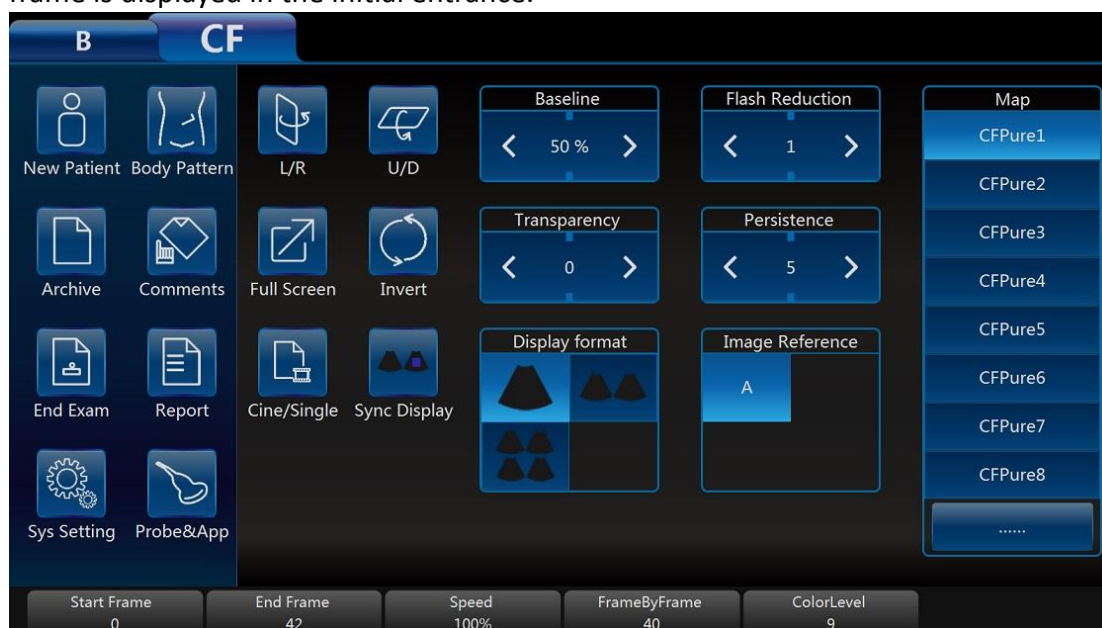 frame is displayed in the initial entrance.
B
CF
New Patient
Body Pattern
L/R
U/D
Archive
Comments
Full Screen
Invert
End Exam
Report
Cine/Single
Sync Display
Sys Setting
Probe&App
Baseline
50 %
Flash Reduction
1
Transparency
0
Persistence
5
Display format
Image Reference
A
Map
CFPure1
CFPure2
CFPure3
CFPure4
CFPure5
CFPure6
CFPure7
CFPure8
......
Start Frame
0
End Frame
42
Speed
100%
FrameByFrame
40
ColorLevel
9